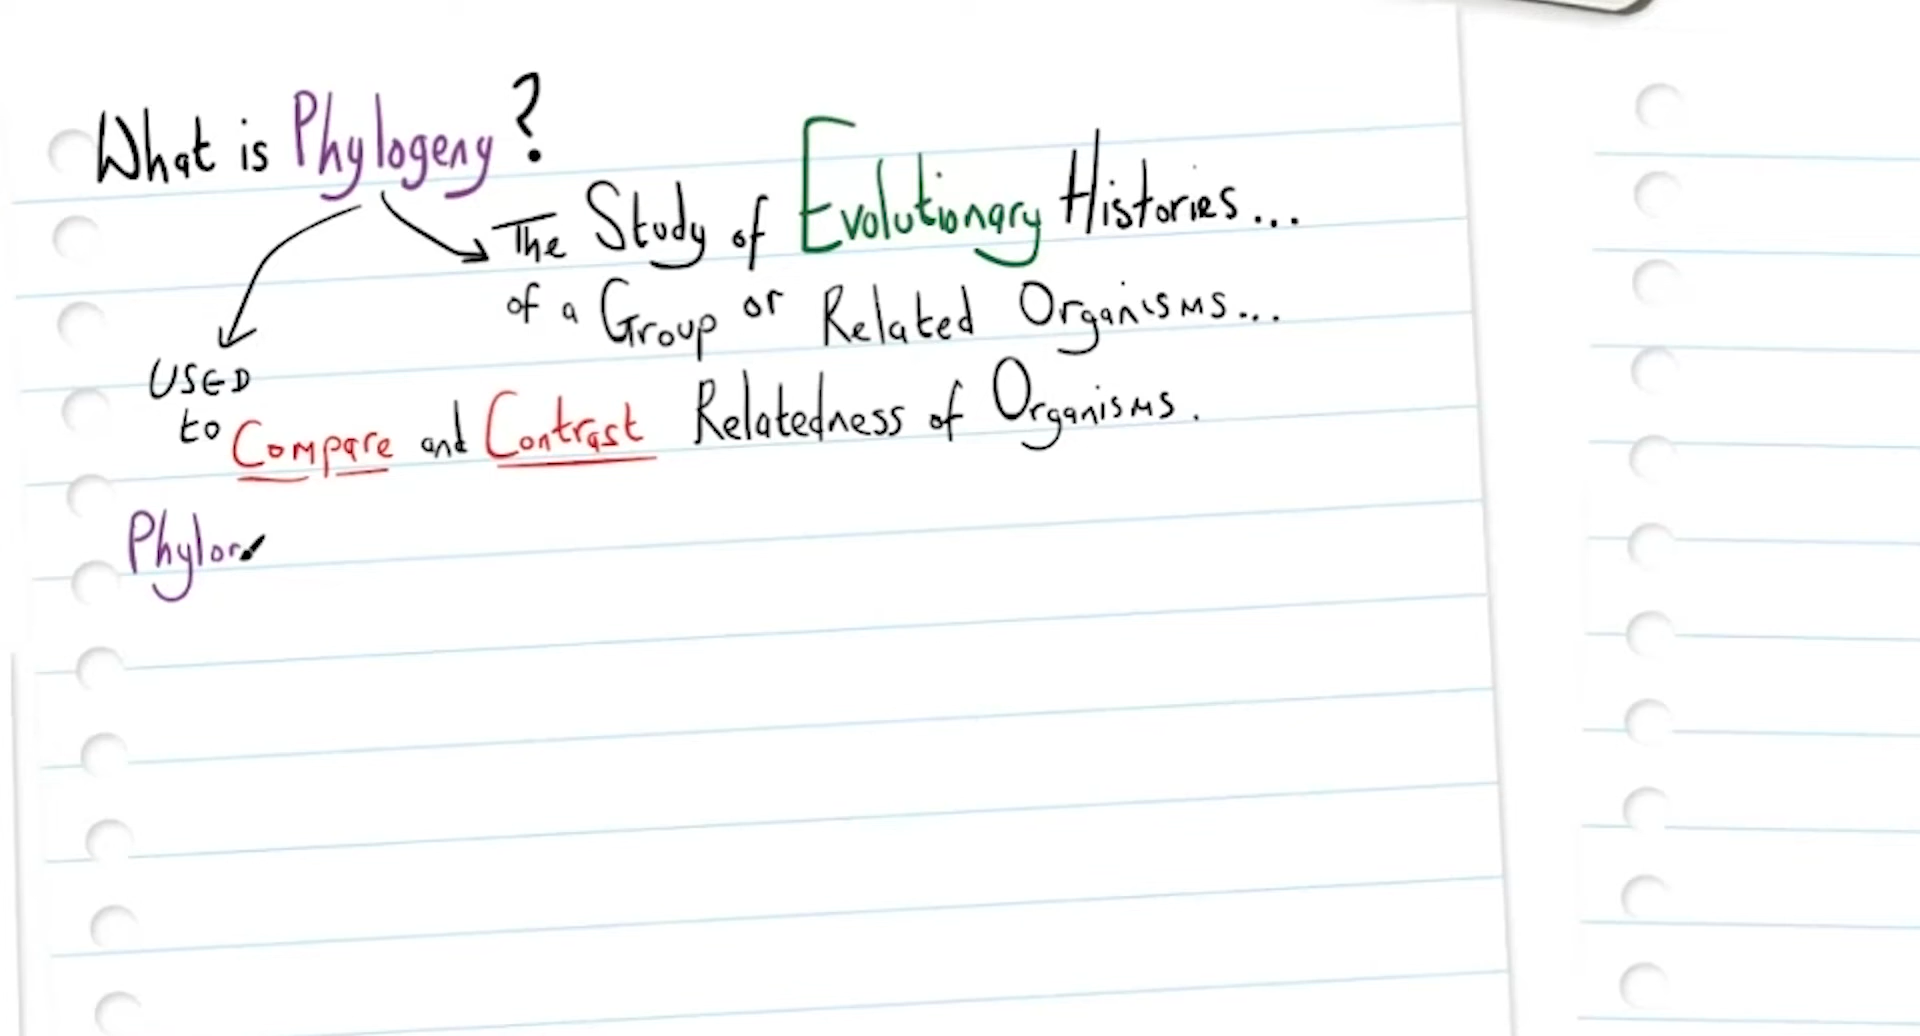 What is Phylogeny?
The Study of Evolutionary Histories...
of a Group or Related Organisms...
USED
to Compare and Contrast Relatedness of Organisms.